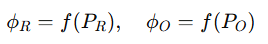 ϕ_R = f(P_R),  ϕ_O = f(P_O)